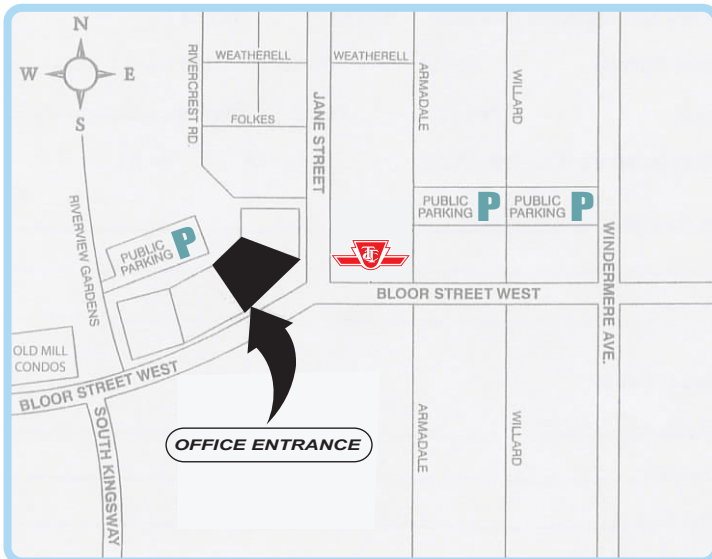 N
W E
S
RIVERCREST RD.
WEATHERELL
FOLKES
JANE STREET
WEATHERELL
ARMADALE
WILLARD
PUBLIC
PARKING P
PUBLIC
PARKING P
WINDERMERE AVE.
RIVERVIEW GARDENS
PUBLIC
PARKING P
TTC
BLOOR STREET WEST
OLD MILL
CONDOS
BLOOR STREET WEST
SOUTH KINGSWAY
OFFICE ENTRANCE
ARMADALE
WILLARD